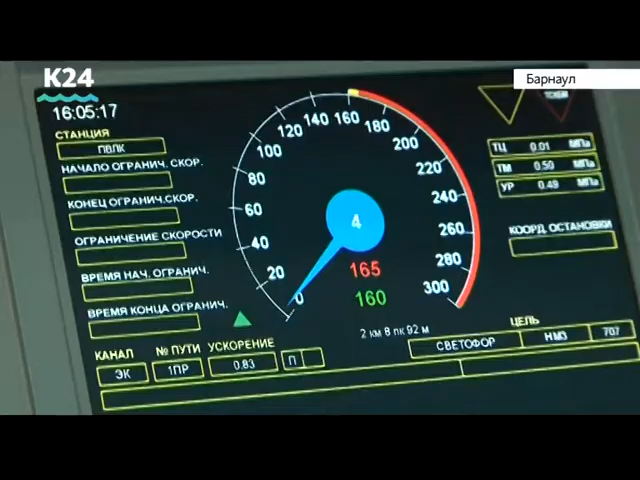 К24
Барнаул
16:05:17
СТАНЦИЯ
ПВЛК
НАЧАЛО ОГРАНИЧ. СКОР.
КОНЕЦ ОГРАНИЧ.СКОР.
ОГРАНИЧЕНИЕ СКОРОСТИ
ВРЕМЯ НАЧ. ОГРАНИЧ.
ВРЕМЯ КОНЦА ОГРАНИЧ.
0 20 40 60 80 100 120 140 160 180 200 220 240 260 280 300
4
165
160
ТЦ 0.01 МПа
ТМ 0.50 МПа
УР 0.49 МПа
КООРД. ОСТАНОВКИ
2 км 8 пк 92 м
ЦЕЛЬ
СВЕТОФОР НМ3 707
КАНАЛ № ПУТИ УСКОРЕНИЕ
ЭК 1ПР 0.83 П